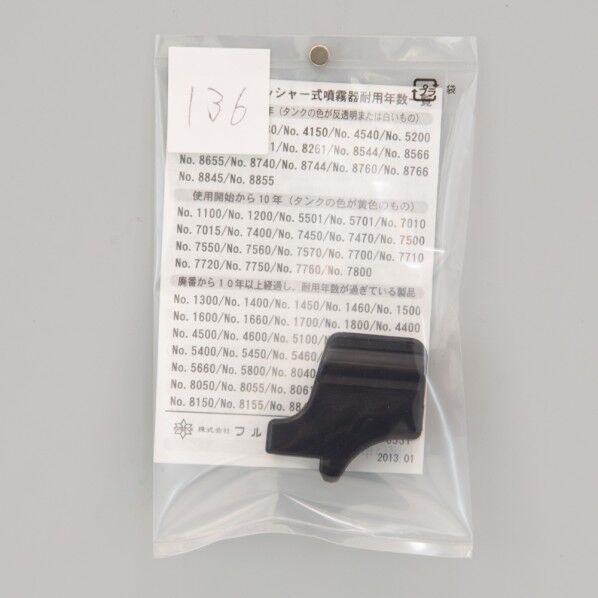 136
プラ 袋
ッシャー式噴霧器耐用年数一覧
年 (タンクの色が反透明または白いもの)
30/No. 4150/No. 4540/No. 5200
1/No. 8261/No. 8544/No. 8566
No. 8655/No. 8740/No. 8744/No. 8760/No. 8766
No. 8845/No. 8855
使用開始から10年 (タンクの色が黄色のもの)
No. 1100/No. 1200/No. 5501/No. 5701/No. 7010
No. 7015/No. 7400/No. 7450/No. 7470/No. 7500
No. 7550/No. 7560/No. 7570/No. 7700/No. 7710
No. 7720/No. 7750/No. 7760/No. 7800
廃番から10年以上経過し、耐用年数が過ぎている製品
No. 1300/No. 1400/No. 1450/No. 1460/No. 1500
No. 1600/No. 1660/No. 1700/No. 1800/No. 4400
No. 4500/No. 4600/No. 5100/
No. 5400/No. 5450/No. 5460
No. 5660/No. 5800/No. 8040
No. 8050/No. 8055/No. 8061
No. 8150/No. 8155/No. 8
株式会社 フル
2013. 01